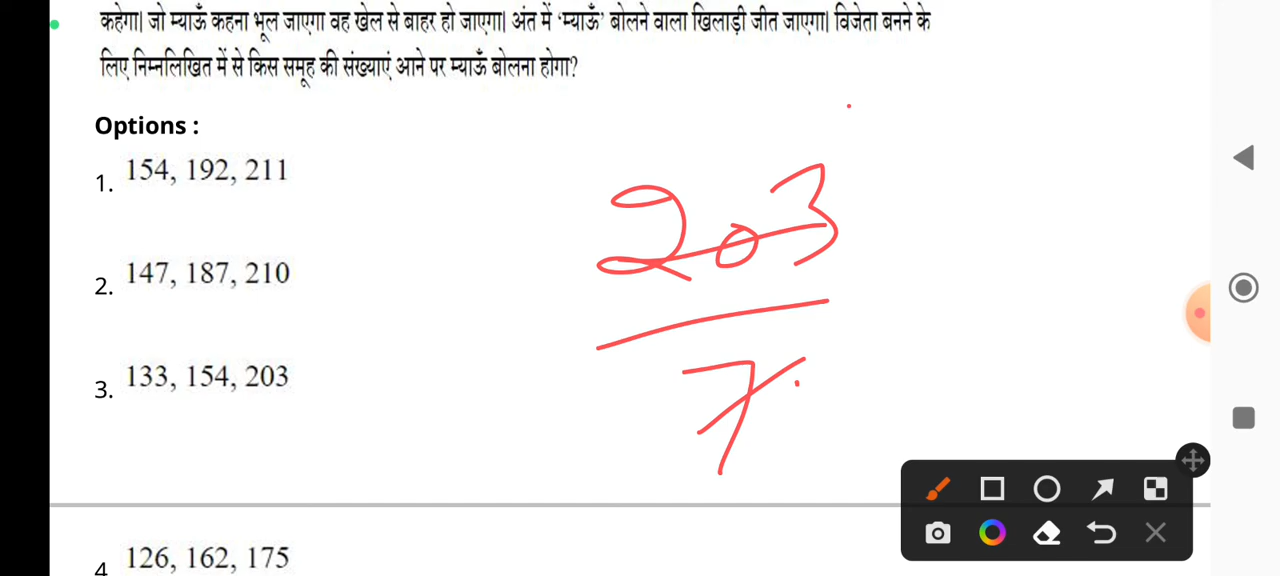 कहेगा| जो म्याऊँ कहना भूल जाएगा वह खेल से बाहर हो जाएगा| अंत में ‘म्याऊँ’ बोलने वाला खिलाड़ी जीत जाएगा| विजेता बनने के
लिए निम्नलिखित में से किस समूह की संख्याएं आने पर म्याऊँ बोलना होगा?
Options :
1. 154, 192, 211
2. 147, 187, 210
3. 133, 154, 203
4. 126, 162, 175
203
7